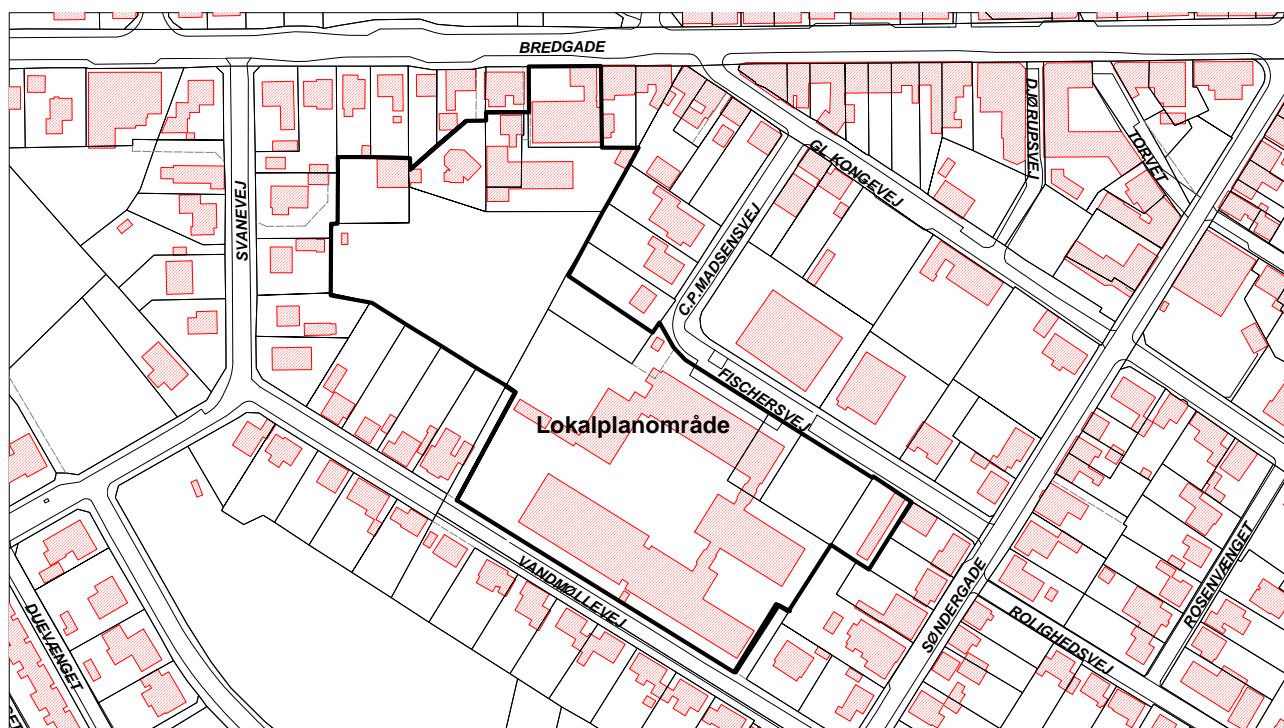 BREDGADE
DJØRUPSVEJ
TORVET
GL.KONGEVEJ
SVANEVEJ
C.P.MADSENSVEJ
FISCHERSVEJ
Lokalplanområde
VANDMØLLEVEJ
SØNDERGADE
ROSENVÆNGET
ROLIGHEDSVEJ
DUEVÆNGET